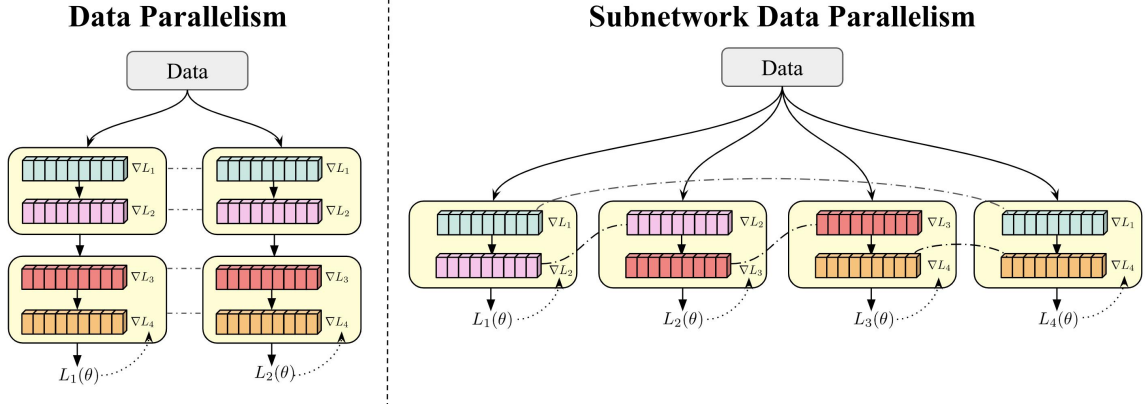 Data Parallelism
Data
∇L₁ ∇L₁
∇L₂ ∇L₂
∇L₃ ∇L₃
∇L₄ ∇L₄
L₁(θ) L₂(θ)
Subnetwork Data Parallelism
Data
∇L₁ ∇L₂ ∇L₃ ∇L₁
∇L₂ ∇L₃ ∇L₄ ∇L₄
L₁(θ) L₂(θ) L₃(θ) L₄(θ)